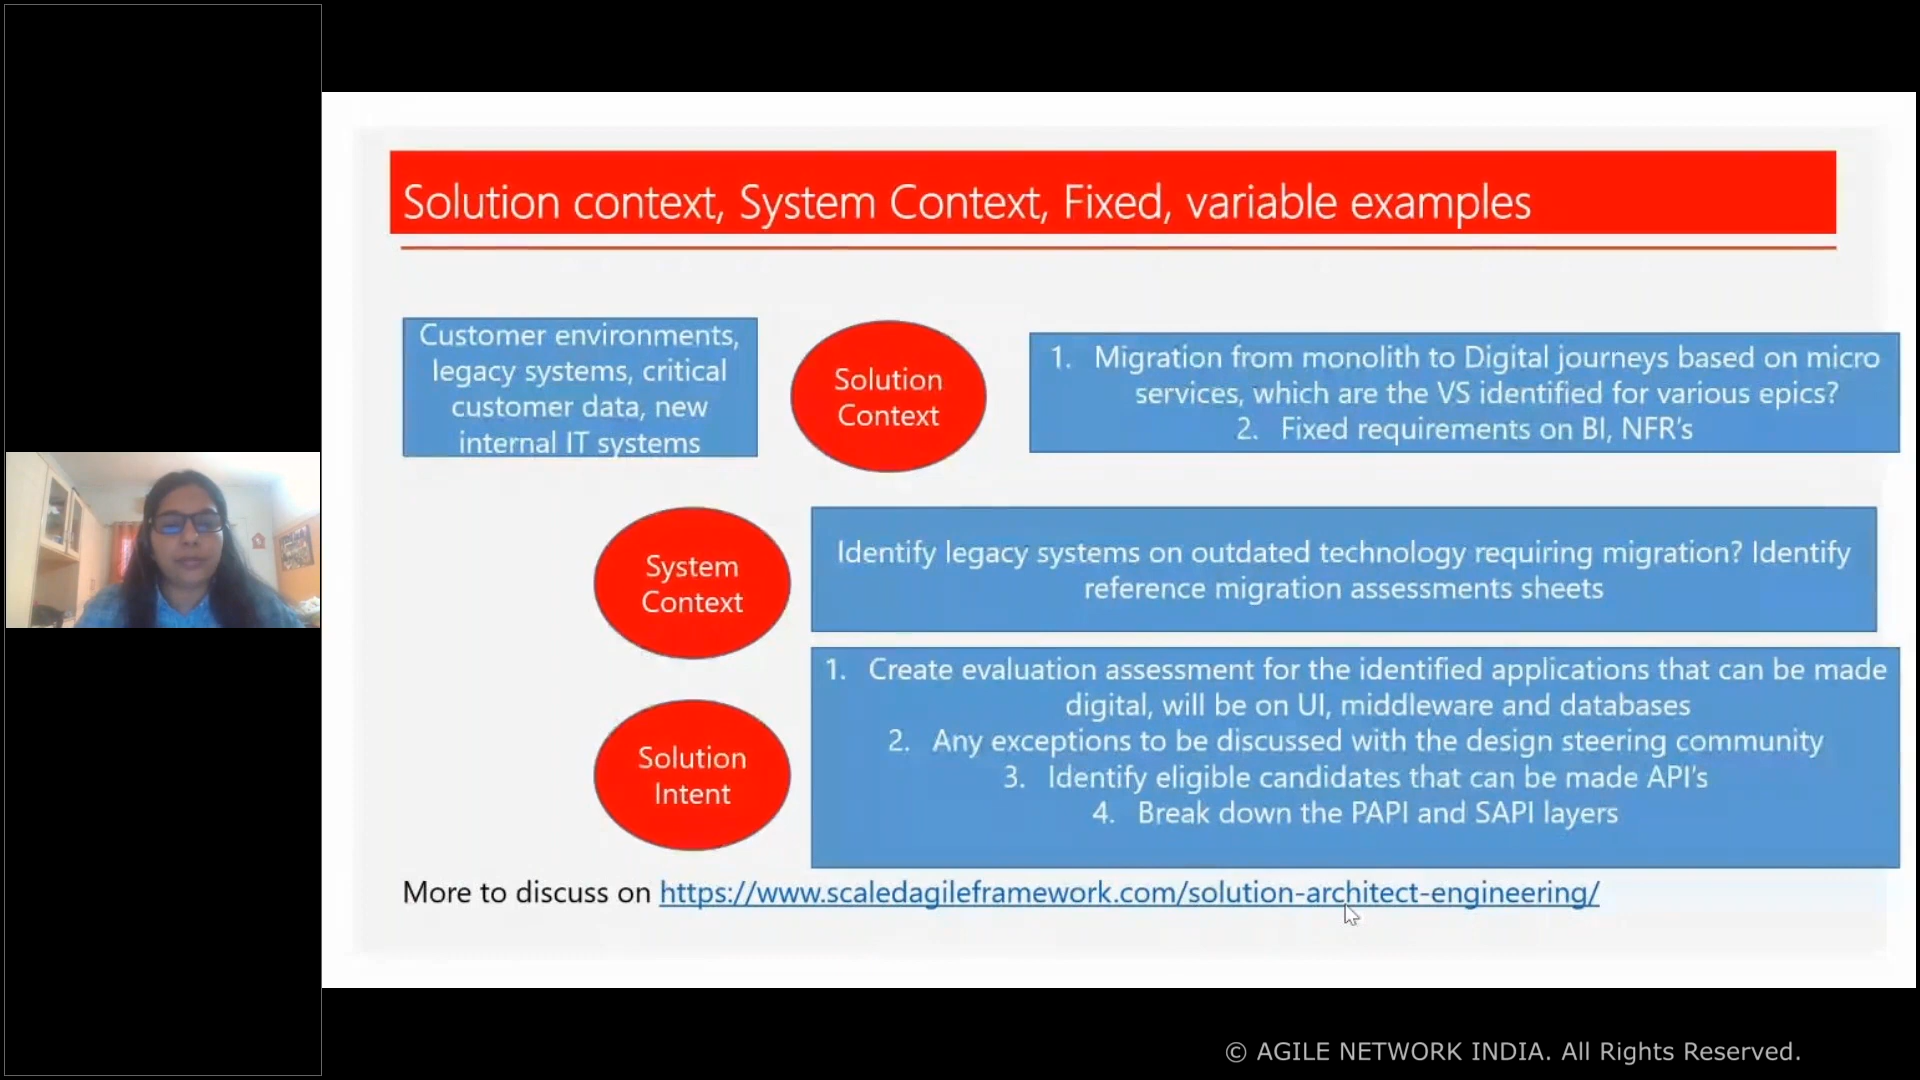 Solution context, System Context, Fixed, variable examples
Customer environments,
legacy systems, critical
customer data, new
internal IT systems
Solution
Context
1. Migration from monolith to Digital journeys based on micro
services, which are the VS identified for various epics?
2. Fixed requirements on BI, NFR's
System
Context
Identify legacy systems on outdated technology requiring migration? Identify
reference migration assessments sheets
Solution
Intent
1. Create evaluation assessment for the identified applications that can be made
digital, will be on UI, middleware and databases
2. Any exceptions to be discussed with the design steering community
3. Identify eligible candidates that can be made API's
4. Break down the PAPI and SAPI layers
More to discuss on https://www.scaledagileframework.com/solution-architect-engineering/
© AGILE NETWORK INDIA. All Rights Reserved.